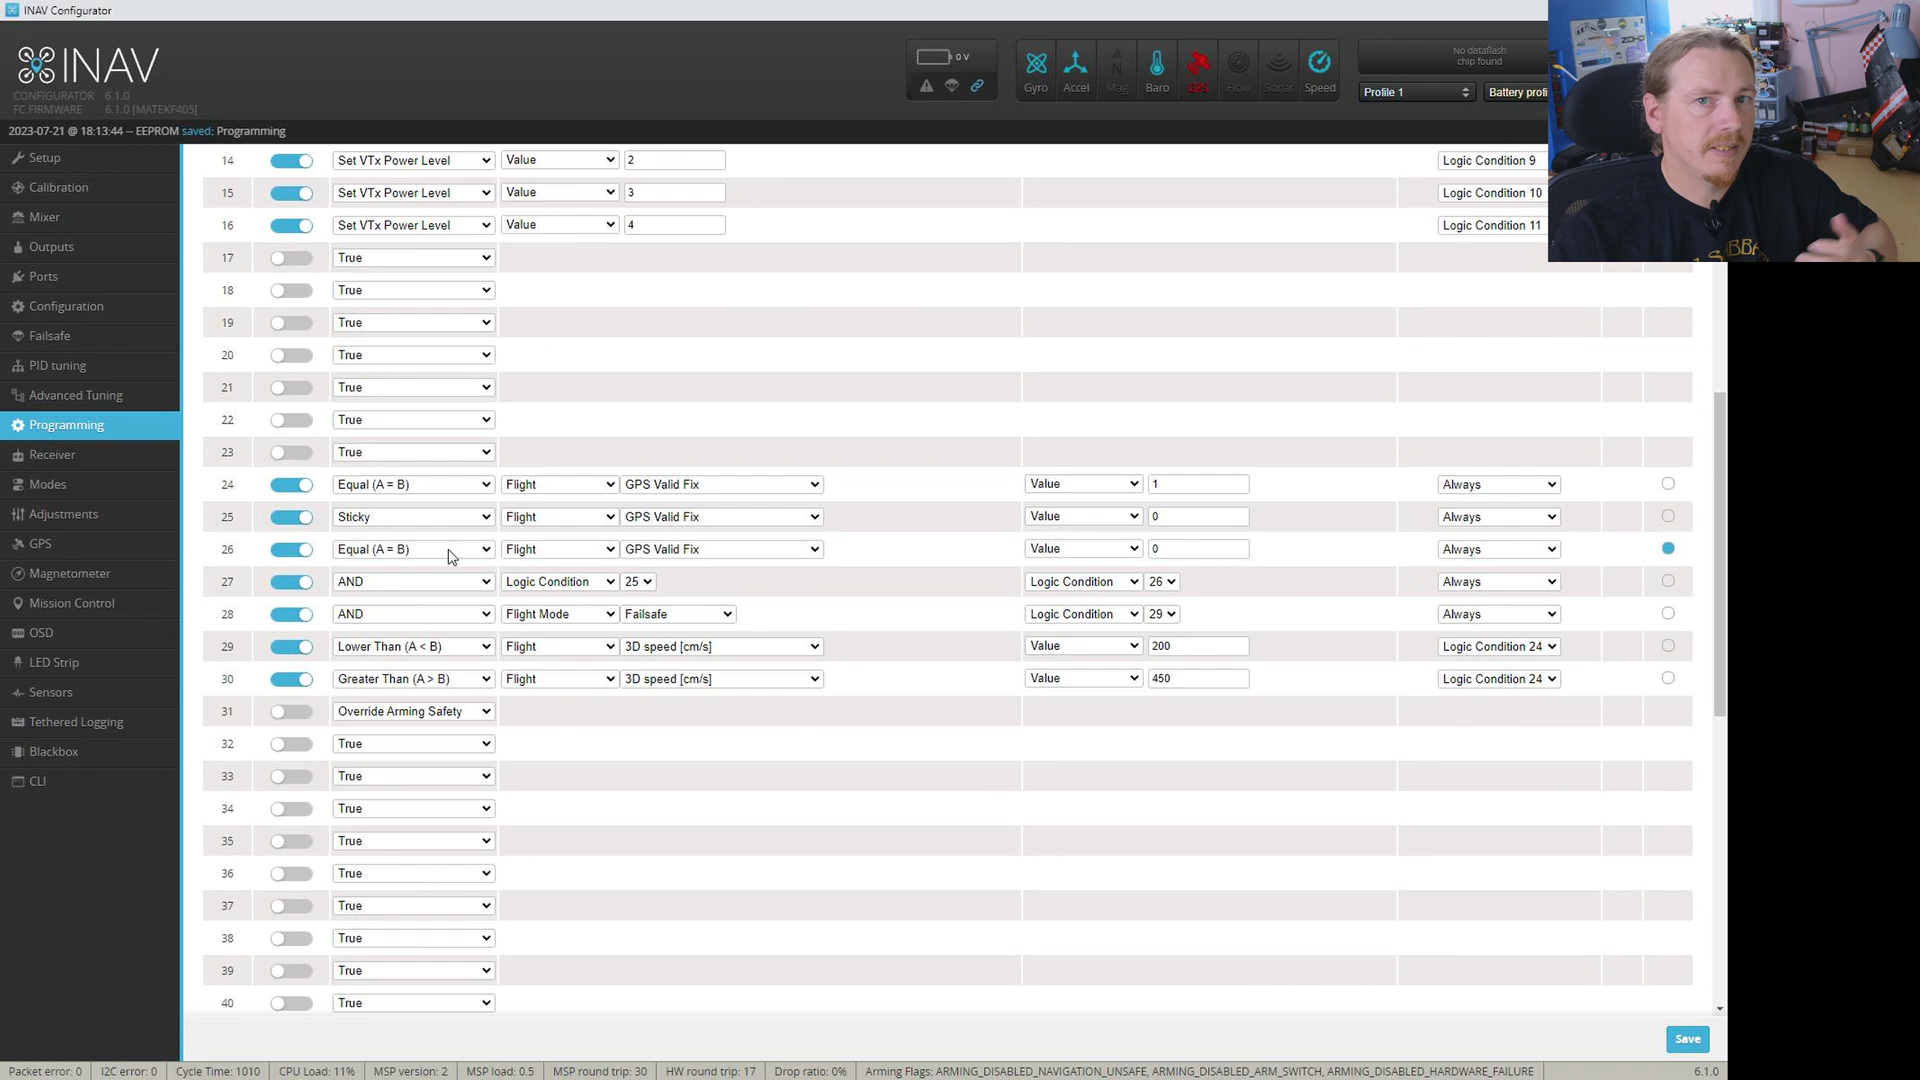 INAV Configurator
INAV
CONFIGURATOR 6.1.0
FC FIRMWARE 6.1.0 [MATEKF405]
0 V
Gyro Accel Mag Baro GPS Flow Sonar Speed
No dataflash
chip found
Profile 1
Battery profi
2023-07-21 @ 18:13:44 -- EEPROM saved: Programming
Setup
Calibration
Mixer
Outputs
Ports
Configuration
Failsafe
PID tuning
Advanced Tuning
Programming
Receiver
Modes
Adjustments
GPS
Magnetometer
Mission Control
OSD
LED Strip
Sensors
Tethered Logging
Blackbox
CLI
14 Set VTx Power Level Value 2 Logic Condition 9
15 Set VTx Power Level Value 3 Logic Condition 10
16 Set VTx Power Level Value 4 Logic Condition 11
17 True
18 True
19 True
20 True
21 True
22 True
23 True
24 Equal (A = B) Flight GPS Valid Fix Value 1 Always
25 Sticky Flight GPS Valid Fix Value 0 Always
26 Equal (A = B) Flight GPS Valid Fix Value 0 Always
27 AND Logic Condition 25 Logic Condition 26 Always
28 AND Flight Mode Failsafe Logic Condition 29 Always
29 Lower Than (A < B) Flight 3D speed [cm/s] Value 200 Logic Condition 24
30 Greater Than (A > B) Flight 3D speed [cm/s] Value 450 Logic Condition 24
31 Override Arming Safety
32 True
33 True
34 True
35 True
36 True
37 True
38 True
39 True
40 True
Save
Packet error: 0 I2C error: 0 Cycle Time: 1010 CPU Load: 11% MSP version: 2 MSP load: 0.5 MSP round trip: 30 HW round trip: 17 Drop ratio: 0% Arming Flags: ARMING_DISABLED_NAVIGATION_UNSAFE, ARMING_DISABLED_ARM_SWITCH, ARMING_DISABLED_HARDWARE_FAILURE 6.1.0